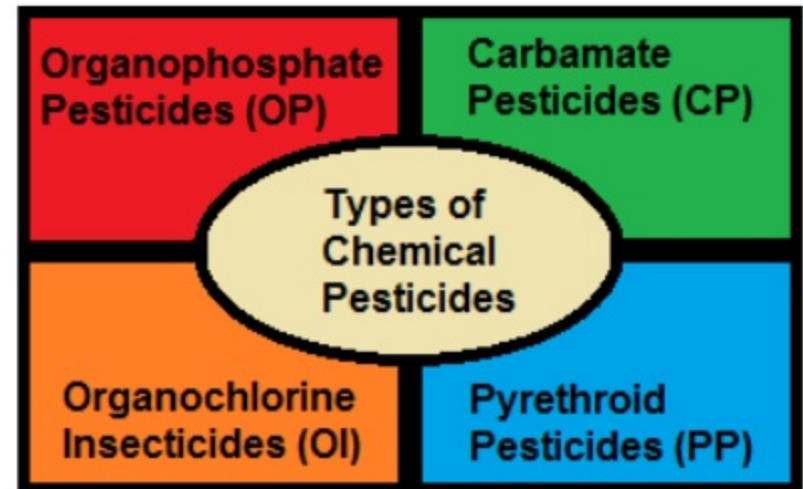 Organophosphate
Pesticides (OP)
Carbamate
Pesticides (CP)
Types of
Chemical
Pesticides
Organochlorine
Insecticides (OI)
Pyrethroid
Pesticides (PP)